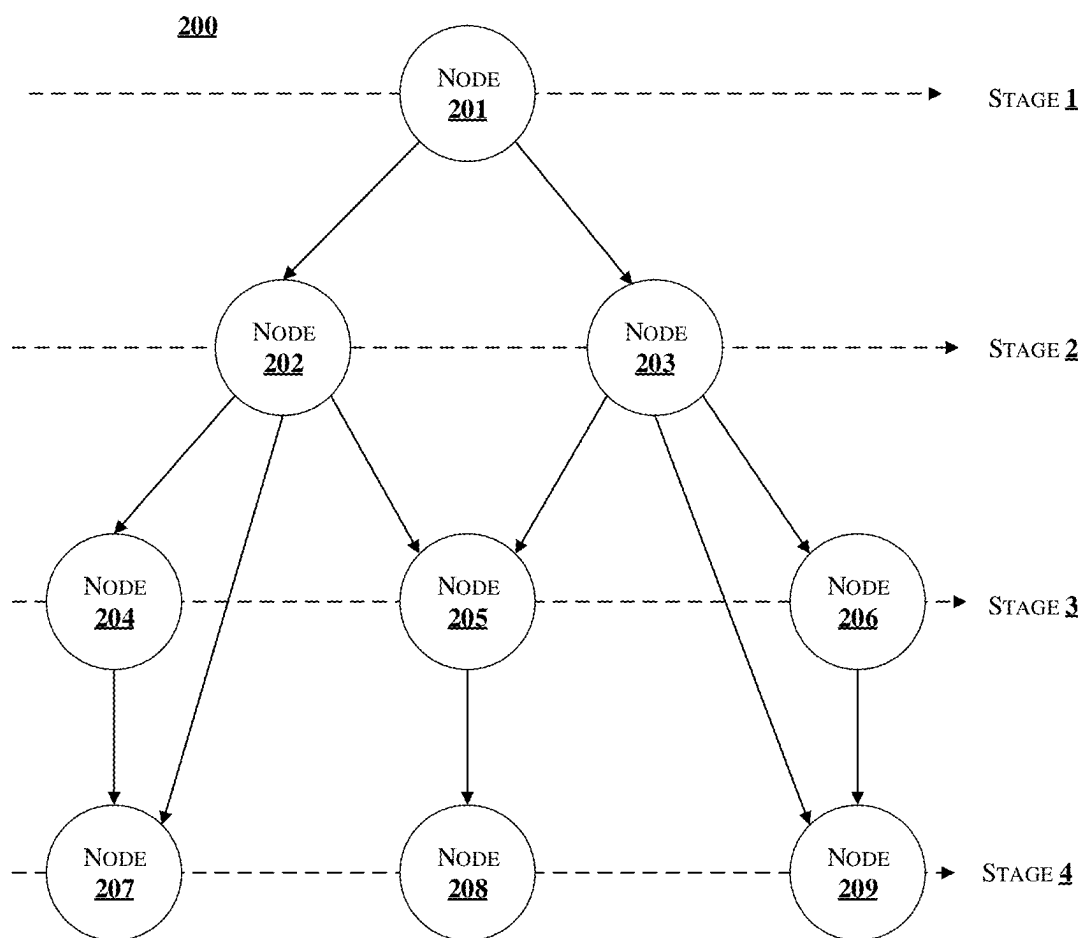 200
NODE
201
STAGE 1
NODE
202
NODE
203
STAGE 2
NODE
204
NODE
205
NODE
206
STAGE 3
NODE
207
NODE
208
NODE
209
STAGE 4